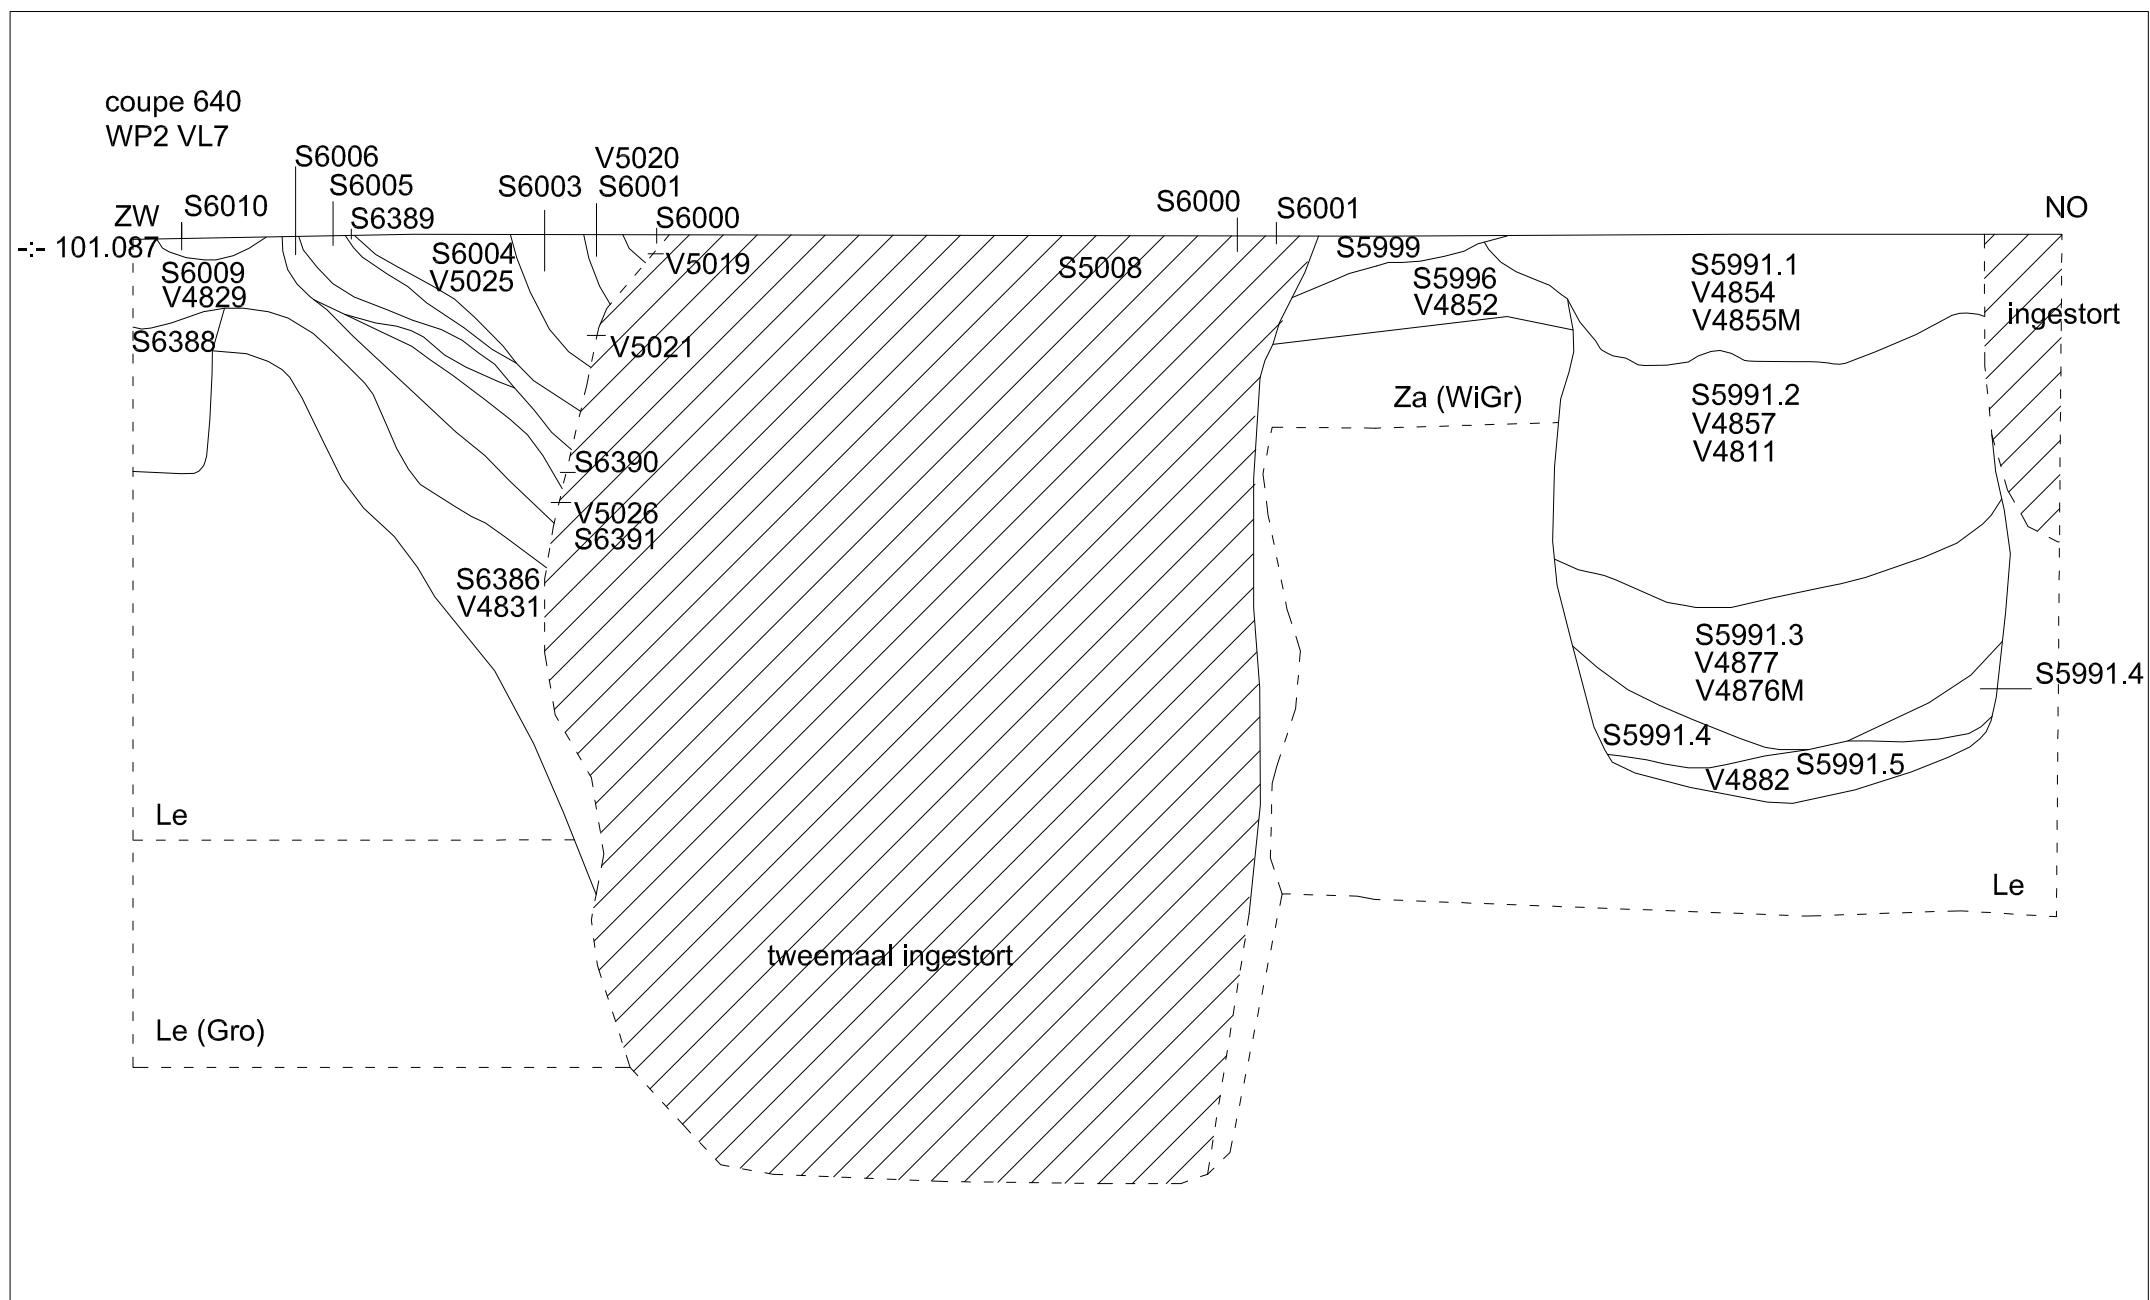 coupe 640
WP2 VL7
S6006
S6005
S6389
S6003
V5020
S6001
S6000
S6000
S6001
NO
ZW
S6010
-:- 101.087
S6009
V4829
S6388
S6004
V5025
V5019
V5021
S5008
S5999
S5996
V4852
S5991.1
V4854
V4855M
ingestort
Za (WiGr)
S5991.2
V4857
V4811
S6390
V5026
S6391
S6386
V4831
S5991.3
V4877
V4876M
S5991.4
S5991.4
S5991.5
V4882
Le
Le
tweemaal ingestort
Le (Gro)